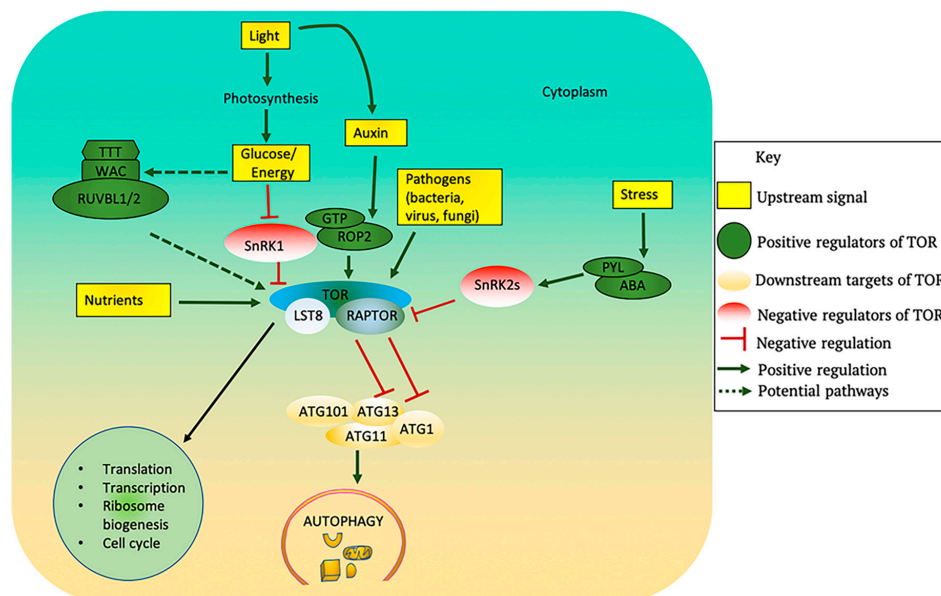 Light
Photosynthesis
Cytoplasm
Auxin
TTT
WAC
RUVBL1/2
Glucose/
Energy
Pathogens
(bacteria,
virus, fungi)
Stress
GTP
ROP2
SnRK1
PYL
ABA
SnRK2s
Nutrients
TOR
LST8
RAPTOR
ATG101
ATG13
ATG1
ATG11
• Translation
• Transcription
• Ribosome
biogenesis
• Cell cycle
AUTOPHAGY
Key
Upstream signal
Positive regulators of TOR
Downstream targets of TOR
Negative regulators of TOR
Negative regulation
Positive regulation
Potential pathways